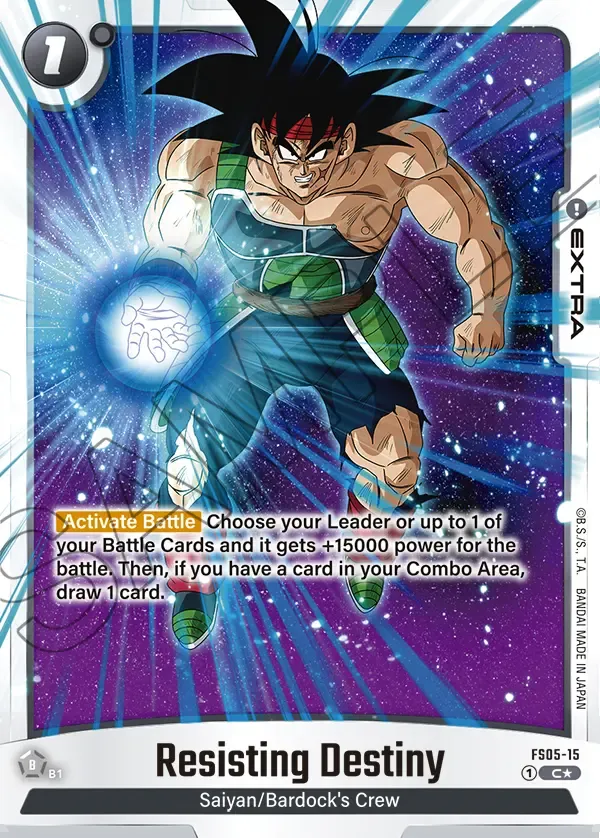 1
EXTRA
SAMPLE
Activate Battle Choose your Leader or up to 1 of
your Battle Cards and it gets +15000 power for the
battle. Then, if you have a card in your Combo Area,
draw 1 card.
©B.S./S., T.A. BANDAI MADE IN JAPAN
Resisting Destiny
FS05-15
B B1
1 C★
Saiyan/Bardock's Crew